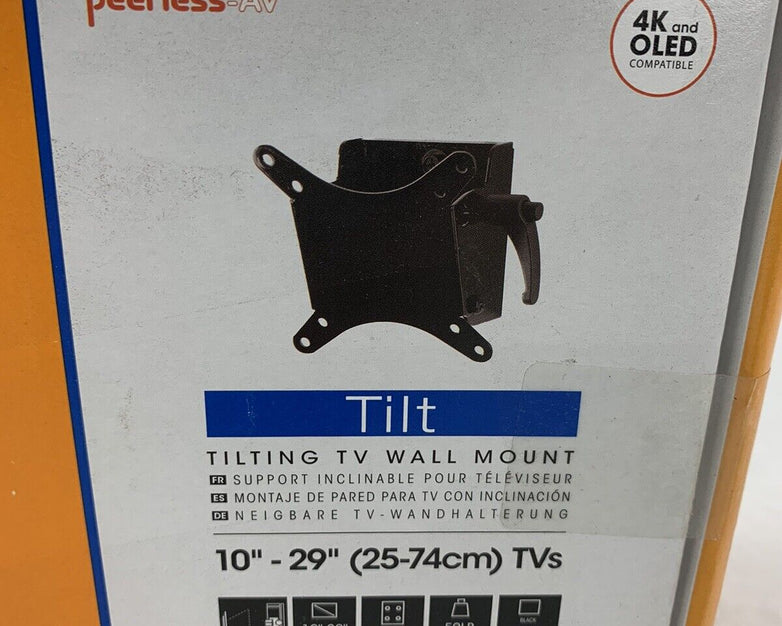 peerless-AV
4K and
OLED
COMPATIBLE
Tilt
TILTING TV WALL MOUNT
FR SUPPORT INCLINABLE POUR TÉLÉVISEUR
ES MONTAJE DE PARED PARA TV CON INCLINACIÓN
DE NEIGBARE TV-WANDHALTERUNG
10" - 29" (25-74cm) TVs
BLACK